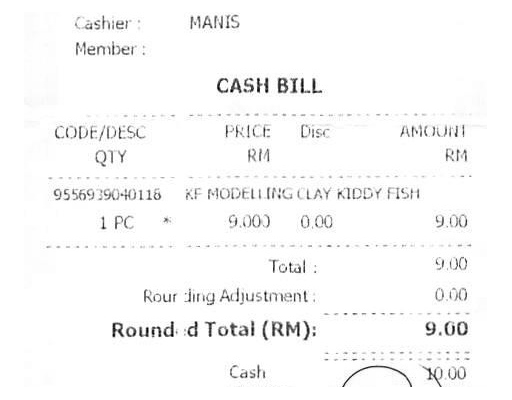 Cashier : MANIS
Member :
CASH BILL
CODE/DESC PRICE Disc AMOUNT
QTY RM RM
9556939040118 KF MODELLING CLAY KIDDY FISH
1 PC * 9.000 0.00 9.00
Total : 9.00
Rounding Adjustment : 0.00
Rounded Total (RM): 9.00
Cash 10.00